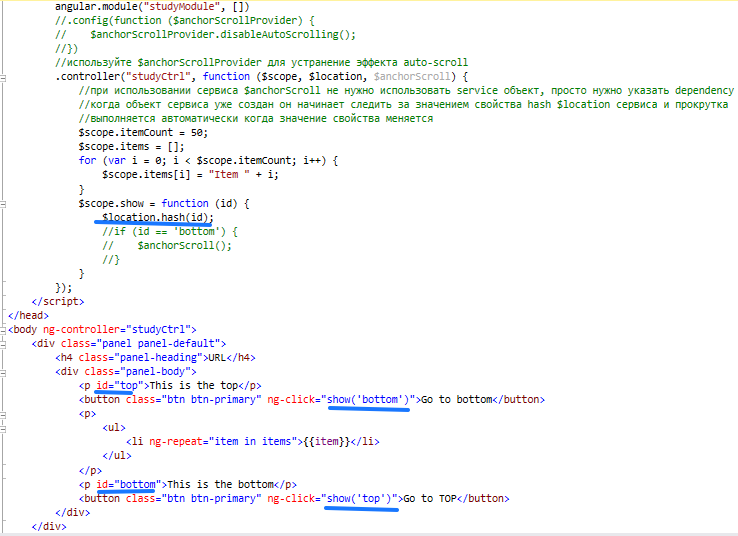 angular.module("studyModule", [])
//.config(function ($anchorScrollProvider) {
//    $anchorScrollProvider.disableAutoScrolling();
//})
//используйте $anchorScrollProvider для устранение эффекта auto-scroll
.controller("studyCtrl", function ($scope, $location, $anchorScroll) {
//при использовании сервиса $anchorScroll не нужно использовать service объект, просто нужно указать dependency
//когда объект сервиса уже создан он начинает следить за значением свойства hash $location сервиса и прокрутка
//выполняется автоматически когда значение свойства меняется
$scope.itemCount = 50;
$scope.items = [];
for (var i = 0; i < $scope.itemCount; i++) {
$scope.items[i] = "Item " + i;
}
$scope.show = function (id) {
$location.hash(id);
//if (id == 'bottom') {
//    $anchorScroll();
//}
}
});
</script>
</head>
<body ng-controller="studyCtrl">
<div class="panel panel-default">
<h4 class="panel-heading">URL</h4>
<div class="panel-body">
<p id="top">This is the top</p>
<button class="btn btn-primary" ng-click="show('bottom')">Go to bottom</button>
<p>
<ul>
<li ng-repeat="item in items">{{item}}</li>
</ul>
</p>
<p id="bottom">This is the bottom</p>
<button class="btn btn-primary" ng-click="show('top')">Go to TOP</button>
</div>
</div>